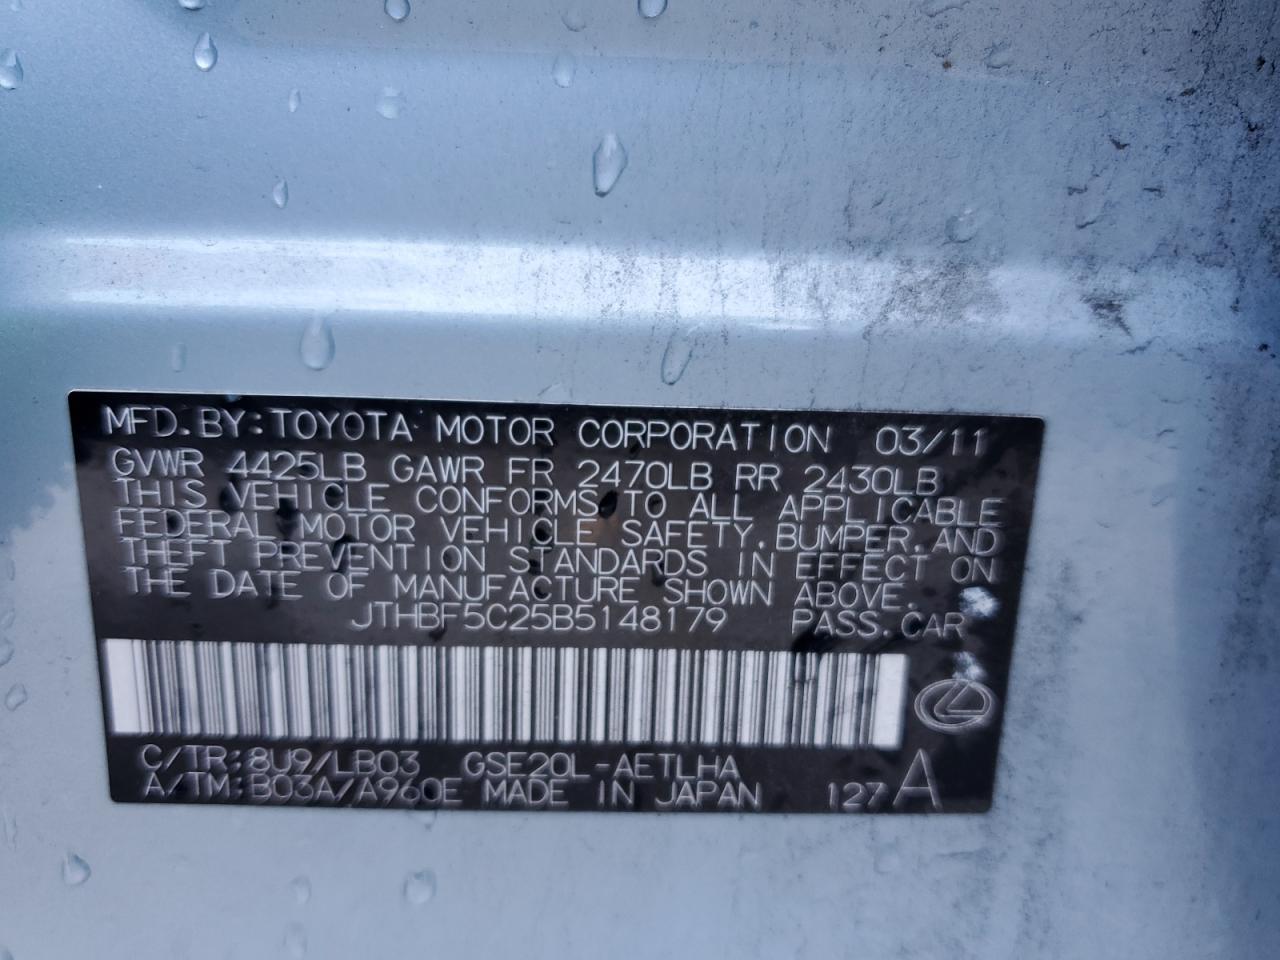 MFD. BY: TOYOTA MOTOR CORPORATION 03/11
GVWR 4425LB GAWR FR 2470LB RR 2430LB
THIS VEHICLE CONFORMS TO ALL APPLICABLE
FEDERAL MOTOR VEHICLE SAFETY, BUMPER, AND
THEFT PREVENTION STANDARDS IN EFFECT ON
THE DATE OF MANUFACTURE SHOWN ABOVE.
JTHBF5C25B5148179 PASS. CAR
C/TR: 8U9/LB03 GSE20L-AETLHA
A/TM: B03A/A960E MADE IN JAPAN 127 A